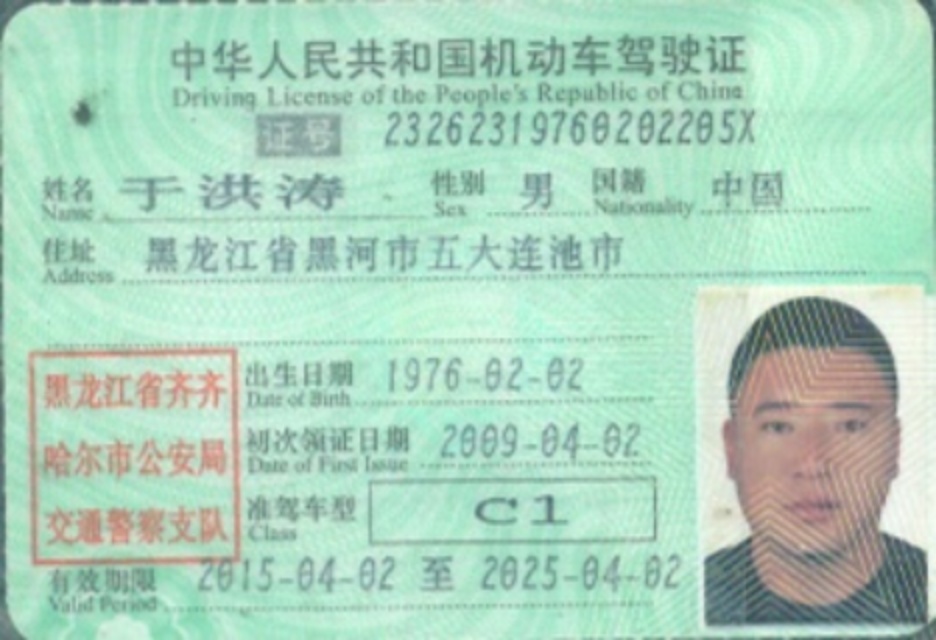 中华人民共和国机动车驾驶证
Driving License of the People's Republic of China
证号 23262319760202205X
姓名 于洪涛 性别 男 国籍 中国
Name Sex Nationality
住址 黑龙江省黑河市五大连池市
Address
黑龙江省齐齐
哈尔市公安局
交通警察支队
出生日期 1976-02-02
Date of Birth
初次领证日期 2009-04-02
Date of First Issue
准驾车型 C1
Class
有效期限 2015-04-02 至 2025-04-02
Valid Period